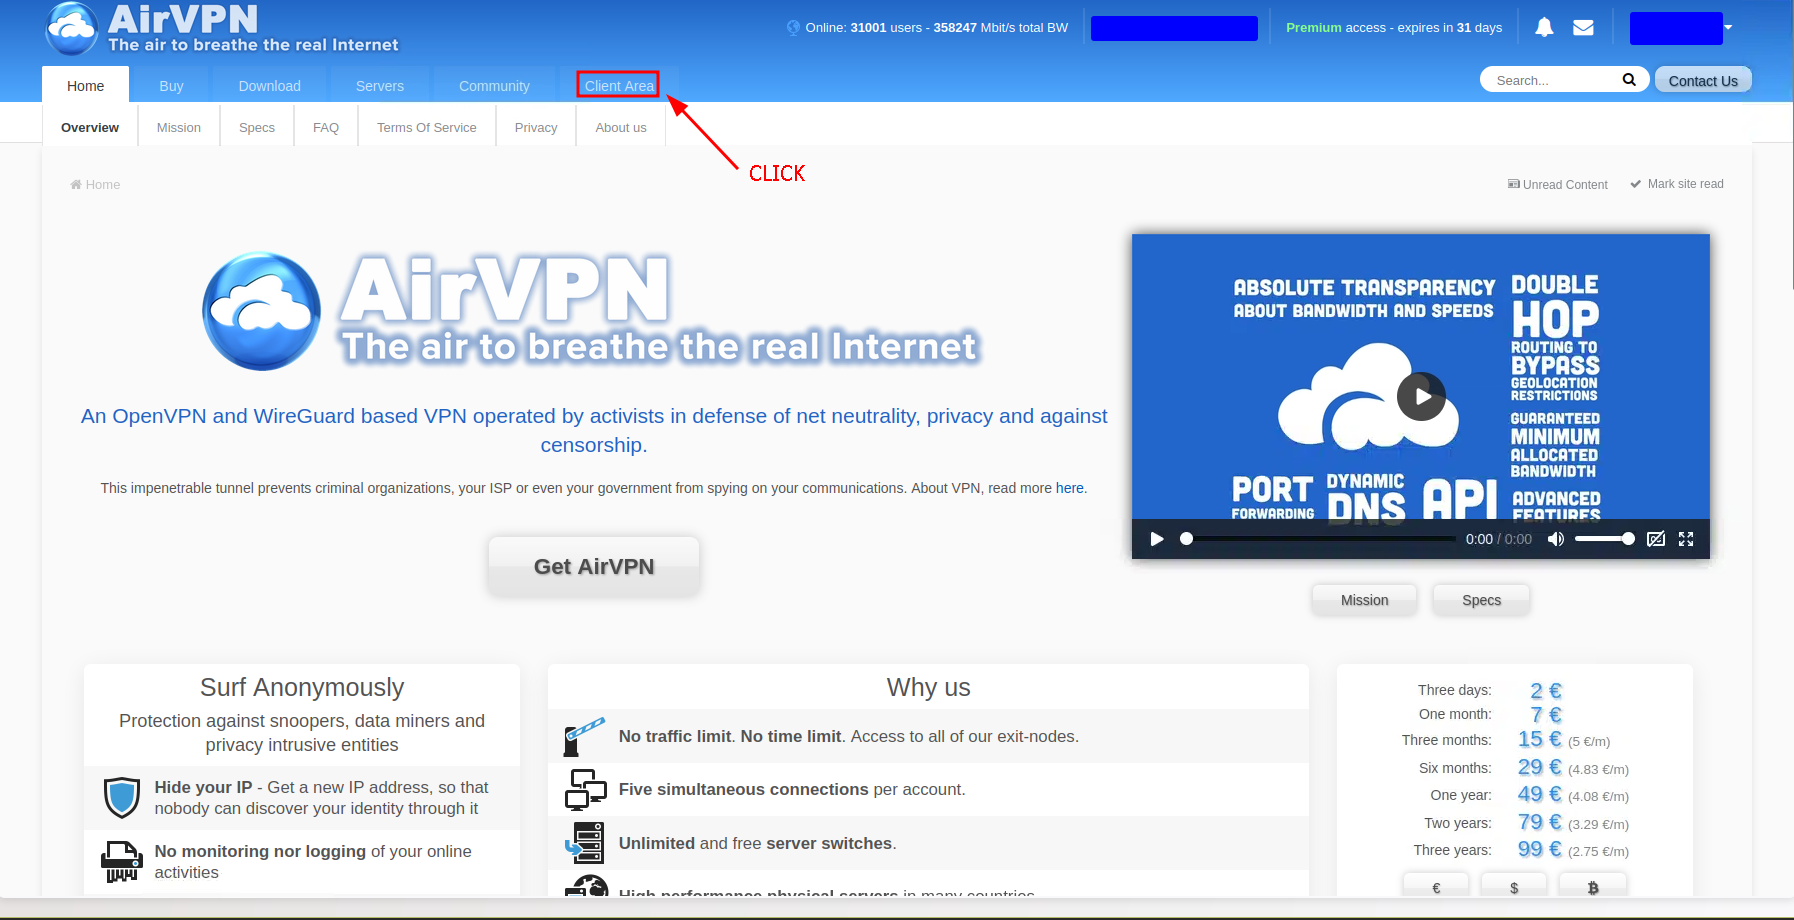 AirVPN
The air to breathe the real Internet
Online: 31001 users - 358247 Mbit/s total BW
Premium access - expires in 31 days
Home
Buy
Download
Servers
Community
Client Area
Search...
Contact Us
Overview
Mission
Specs
FAQ
Terms Of Service
Privacy
About us
CLICK
Home
Unread Content
Mark site read
AirVPN
The air to breathe the real Internet
An OpenVPN and WireGuard based VPN operated by activists in defense of net neutrality, privacy and against
censorship.
This impenetrable tunnel prevents criminal organizations, your ISP or even your government from spying on your communications. About VPN, read more here.
Get AirVPN
ABSOLUTE TRANSPARENCY
ABOUT BANDWIDTH AND SPEEDS
DOUBLE
HOP
ROUTING TO
BYPASS
GEOLOCATION
RESTRICTIONS
GUARANTEED
MINIMUM
ALLOCATED
BANDWIDTH
PORT
FORWARDING
DYNAMIC
DNS
API
ADVANCED
FEATURES
0:00 / 0:00
Mission
Specs
Surf Anonymously
Protection against snoopers, data miners and
privacy intrusive entities
Hide your IP - Get a new IP address, so that
nobody can discover your identity through it
No monitoring nor logging of your online
activities
Why us
No traffic limit. No time limit. Access to all of our exit-nodes.
Five simultaneous connections per account.
Unlimited and free server switches.
High performance physical servers in many countries
Three days: 2 €
One month: 7 €
Three months: 15 € (5 €/m)
Six months: 29 € (4.83 €/m)
One year: 49 € (4.08 €/m)
Two years: 79 € (3.29 €/m)
Three years: 99 € (2.75 €/m)
€
$
₿